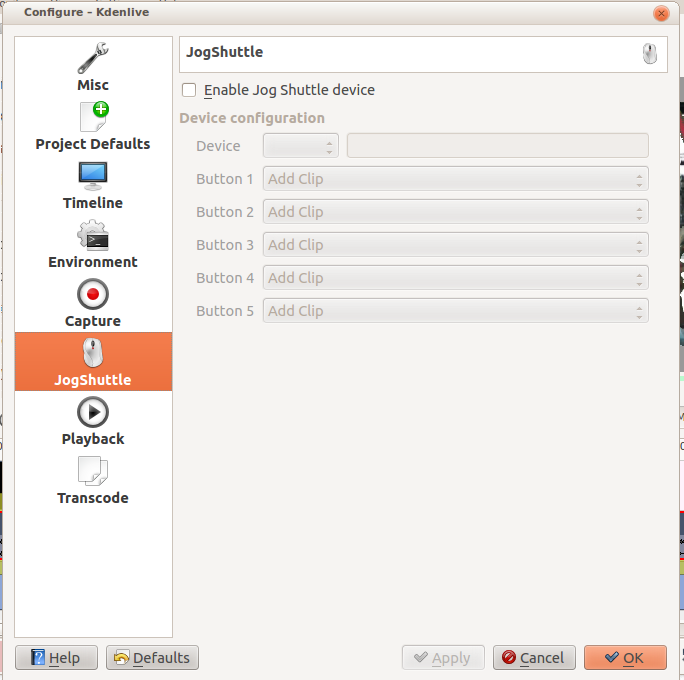 Configure – Kdenlive
Misc
Project Defaults
Timeline
Environment
Capture
JogShuttle
Playback
Transcode
JogShuttle
Enable Jog Shuttle device
Device configuration
Device
Button 1 Add Clip
Button 2 Add Clip
Button 3 Add Clip
Button 4 Add Clip
Button 5 Add Clip
Help Defaults Apply Cancel OK